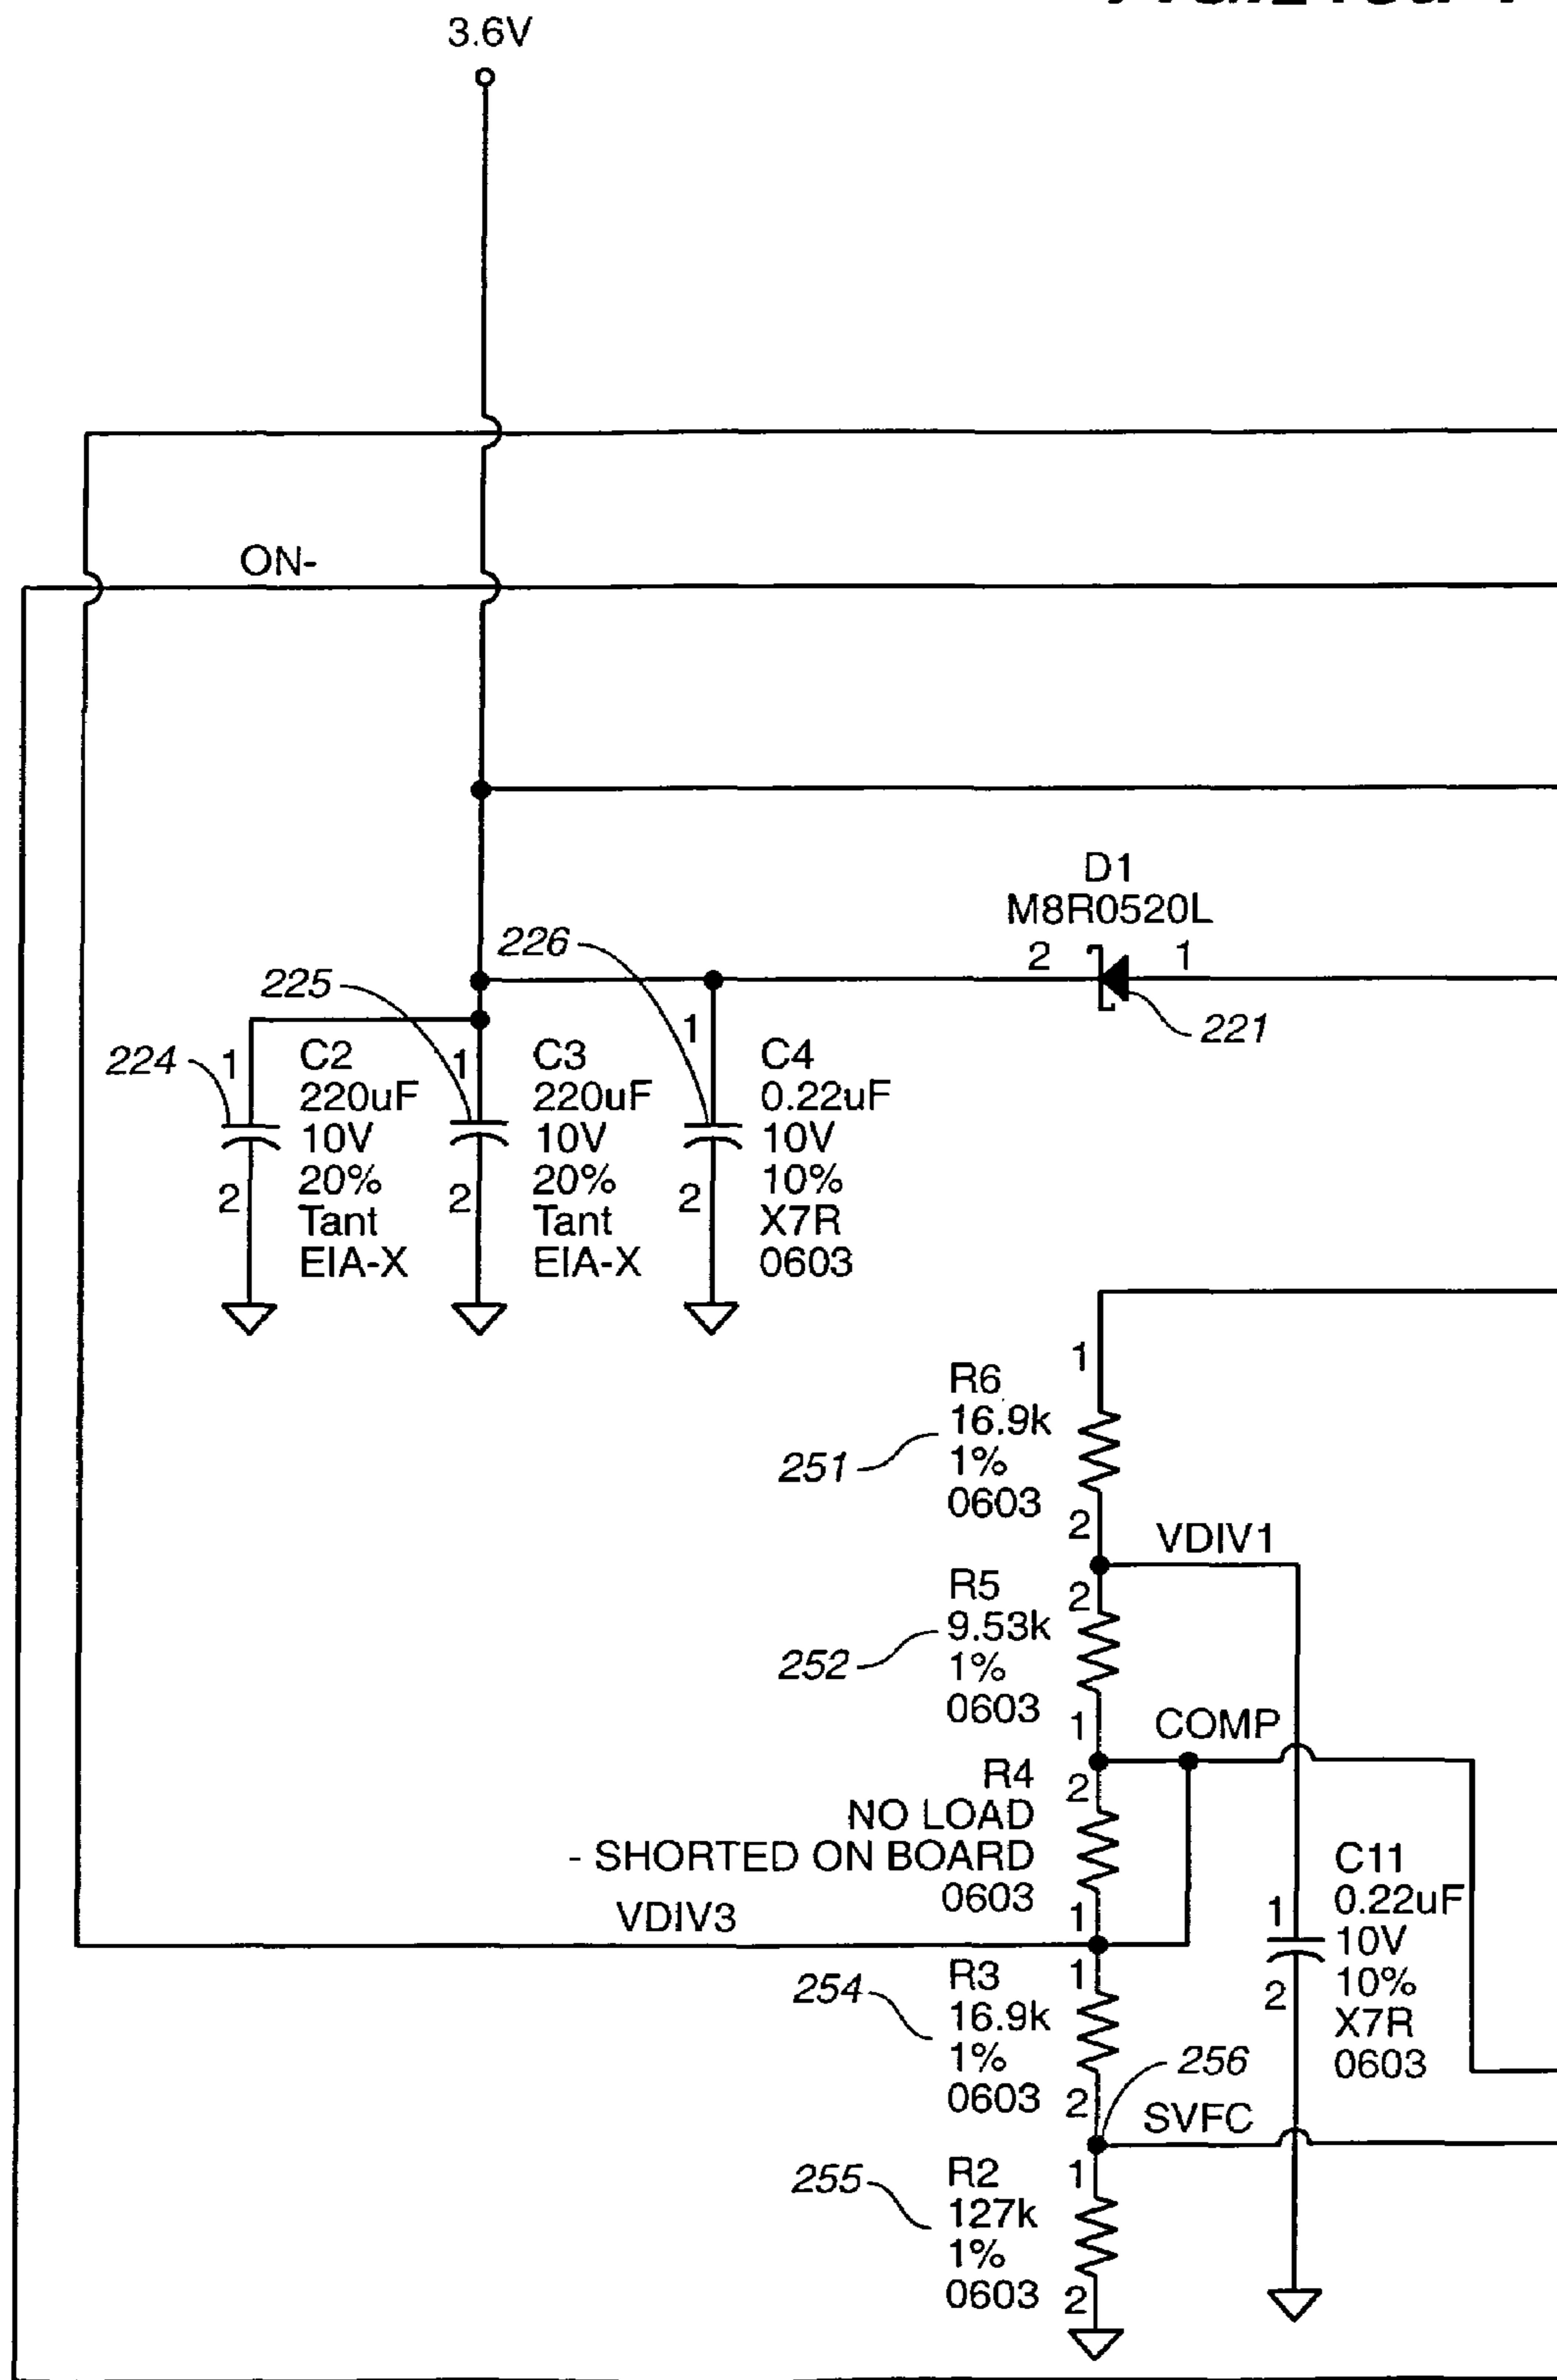 3.6V
ON-
D1
M8R0520L
2
1
221
226
225
224
1
C2
220uF
10V
20%
Tant
EIA-X
2
1
C3
220uF
10V
20%
Tant
EIA-X
2
1
C4
0.22uF
10V
10%
X7R
0603
2
1
R6
16.9k
1%
0603
251
2
VDIV1
2
R5
9.53k
1%
0603
252
1
COMP
2
R4
NO LOAD
- SHORTED ON BOARD
0603
1
VDIV3
C11
0.22uF
10V
10%
X7R
0603
1
2
1
R3
16.9k
1%
0603
254
2
256
SVFC
1
R2
127k
1%
0603
255
2